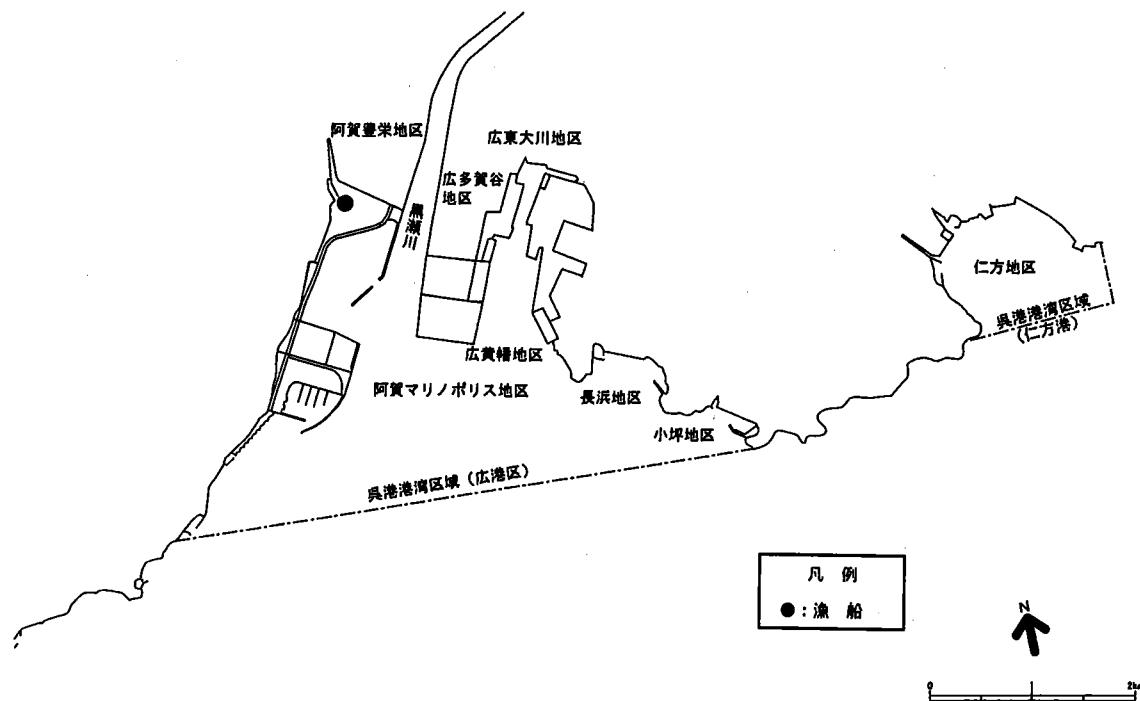 阿賀豊栄地区
広東大川地区
広多賀谷
地区
黒瀬川
仁方地区
呉港港湾区域
(仁方港)
広黄幡地区
阿賀マリノポリス地区
長浜地区
小坪地区
呉港港湾区域(広港区)
凡 例
●:漁 船
N
0 1 2km